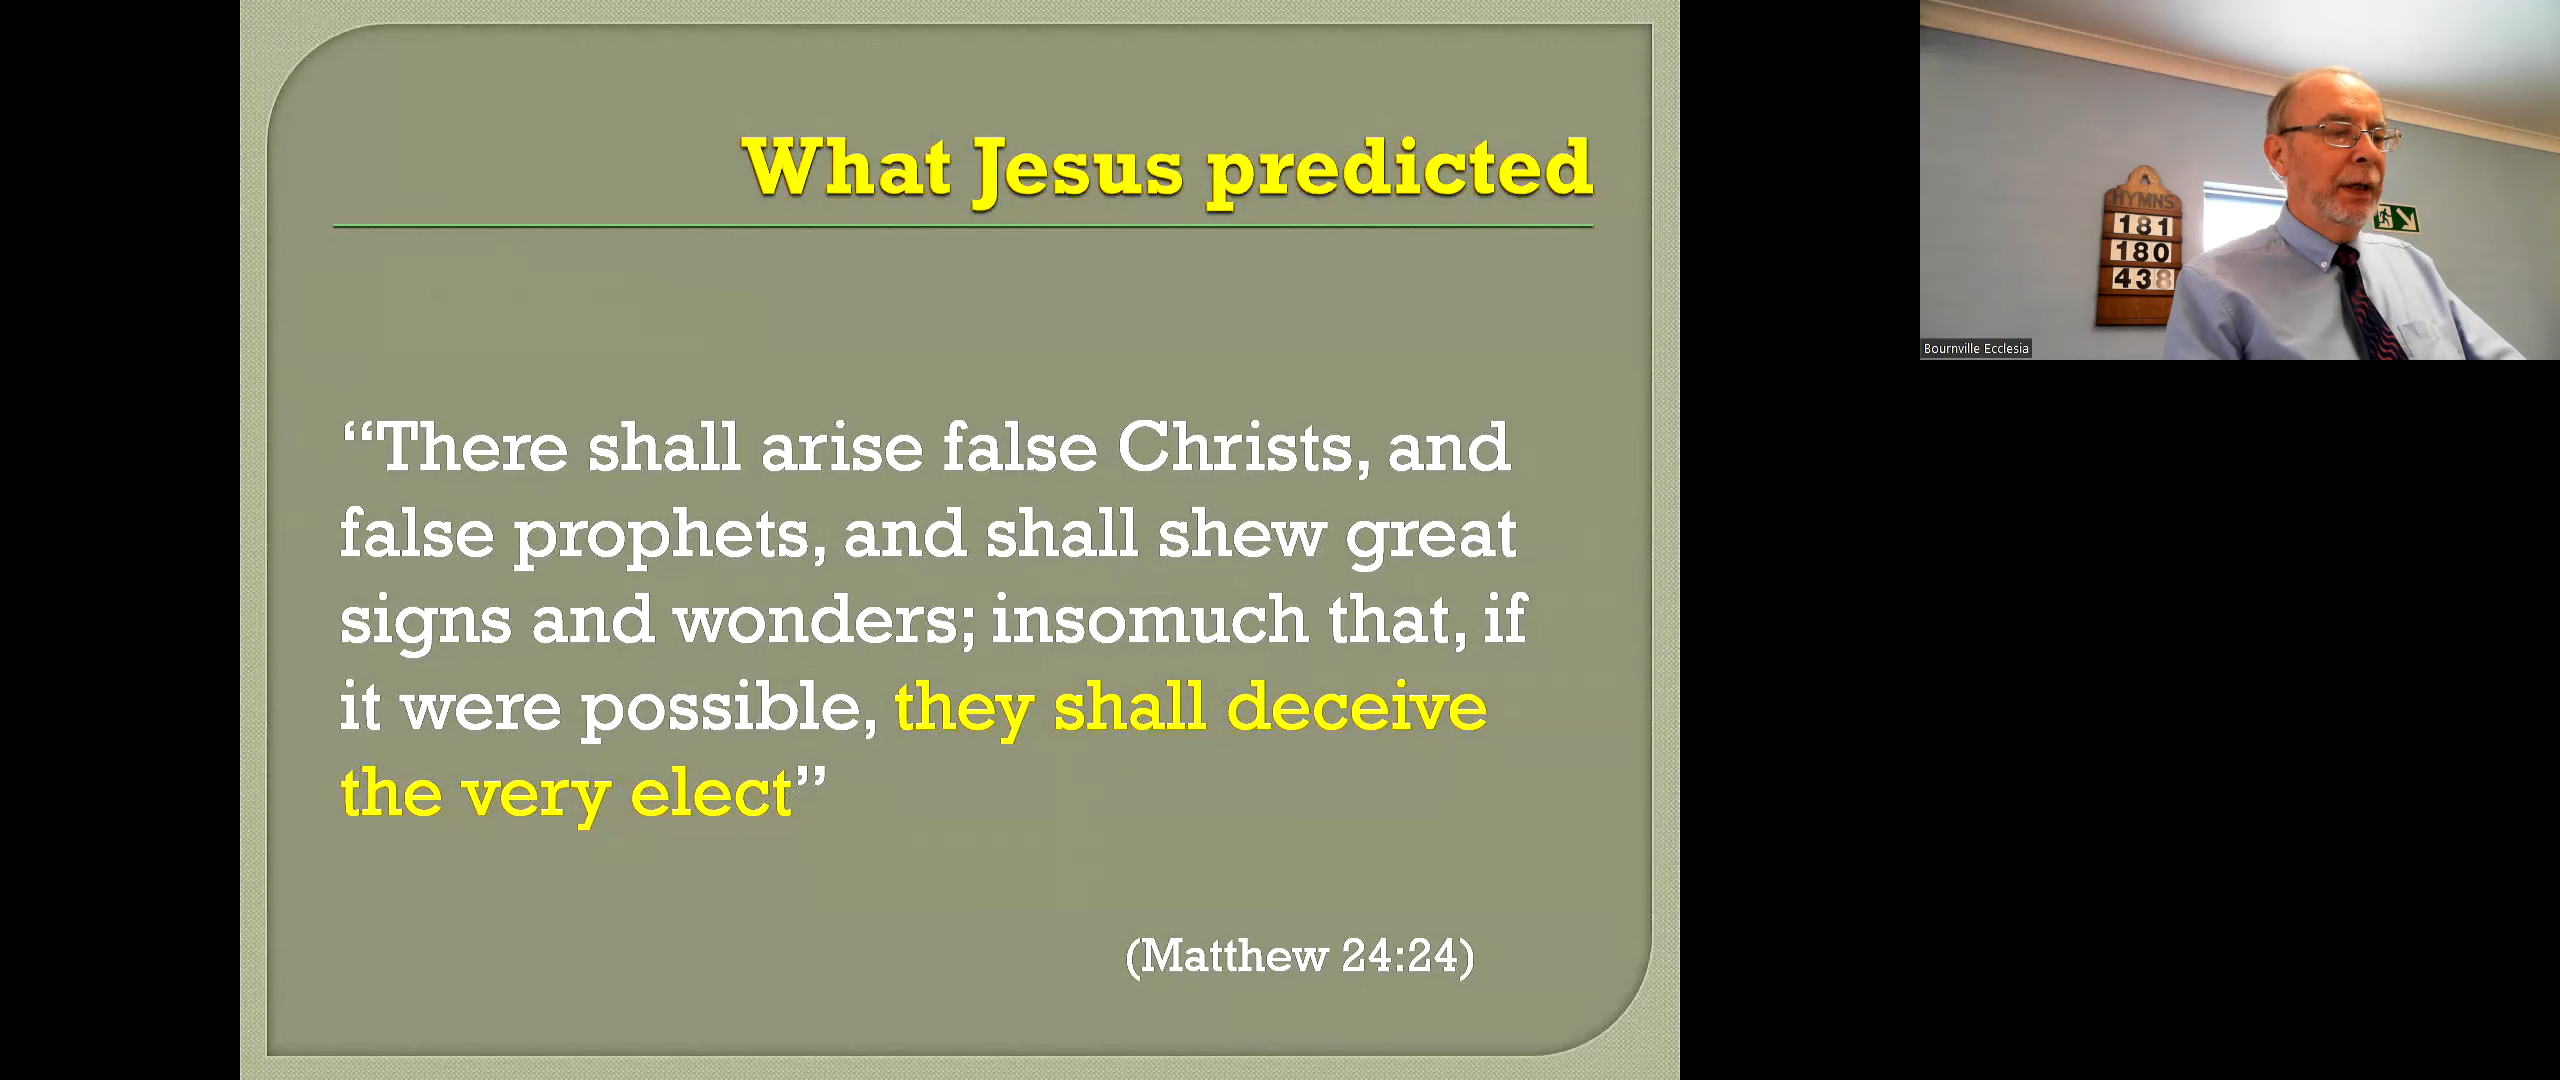 What Jesus predicted
“There shall arise false Christs, and
false prophets, and shall shew great
signs and wonders; insomuch that, if
it were possible, they shall deceive
the very elect”
(Matthew 24:24)
HYMNS
181
180
438
Bournville Ecclesia